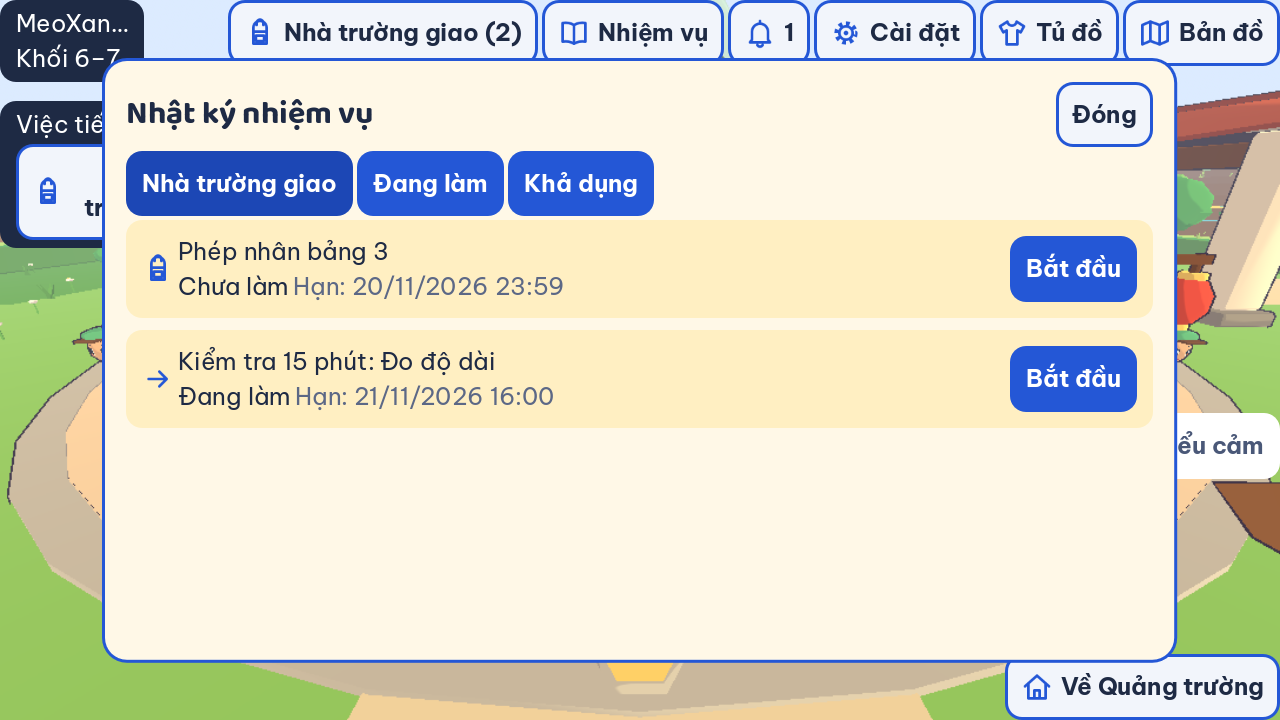 MeoXan...
Khối 6–7
Nhà trường giao (2)
Nhiệm vụ
1
Cài đặt
Tủ đồ
Bản đồ
Nhật ký nhiệm vụ
Đóng
Nhà trường giao
Đang làm
Khả dụng
Phép nhân bảng 3
Chưa làm Hạn: 20/11/2026 23:59
Bắt đầu
Kiểm tra 15 phút: Đo độ dài
Đang làm Hạn: 21/11/2026 16:00
Bắt đầu
Việc
cảm
Về Quảng trường